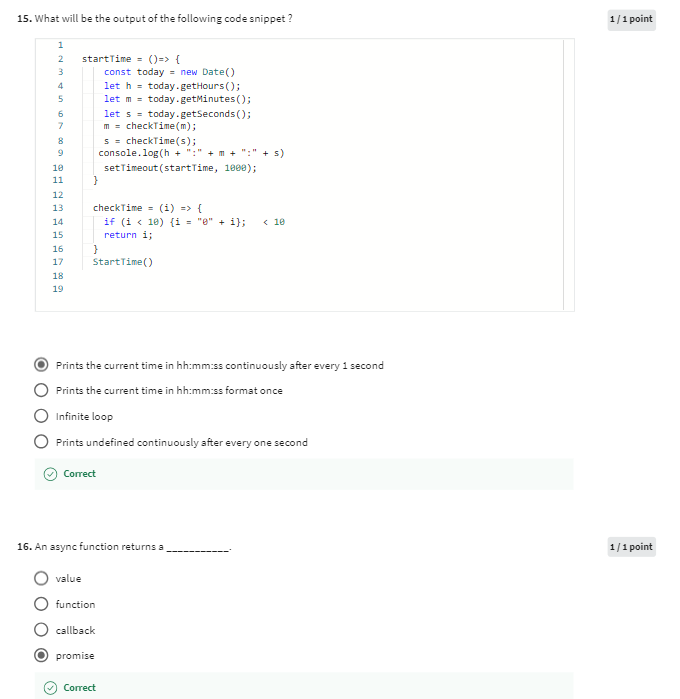 15. What will be the output of the following code snippet ?
1/1 point
1
2 startTime = ()=> {
3 const today = new Date()
4 let h = today.getHours();
5 let m = today.getMinutes();
6 let s = today.getSeconds();
7 m = checkTime(m);
8 s = checkTime(s);
9 console.log(h + ":" + m + ":" + s)
10 setTimeout(startTime, 1000);
11 }
12
13 checkTime = (i) => {
14 if (i < 10) {i = "0" + i}; < 10
15 return i;
16 }
17 StartTime()
18
19
Prints the current time in hh:mm:ss continuously after every 1 second
Prints the current time in hh:mm:ss format once
Infinite loop
Prints undefined continuously after every one second
Correct
16. An async function returns a ___________.
1/1 point
value
function
callback
promise
Correct